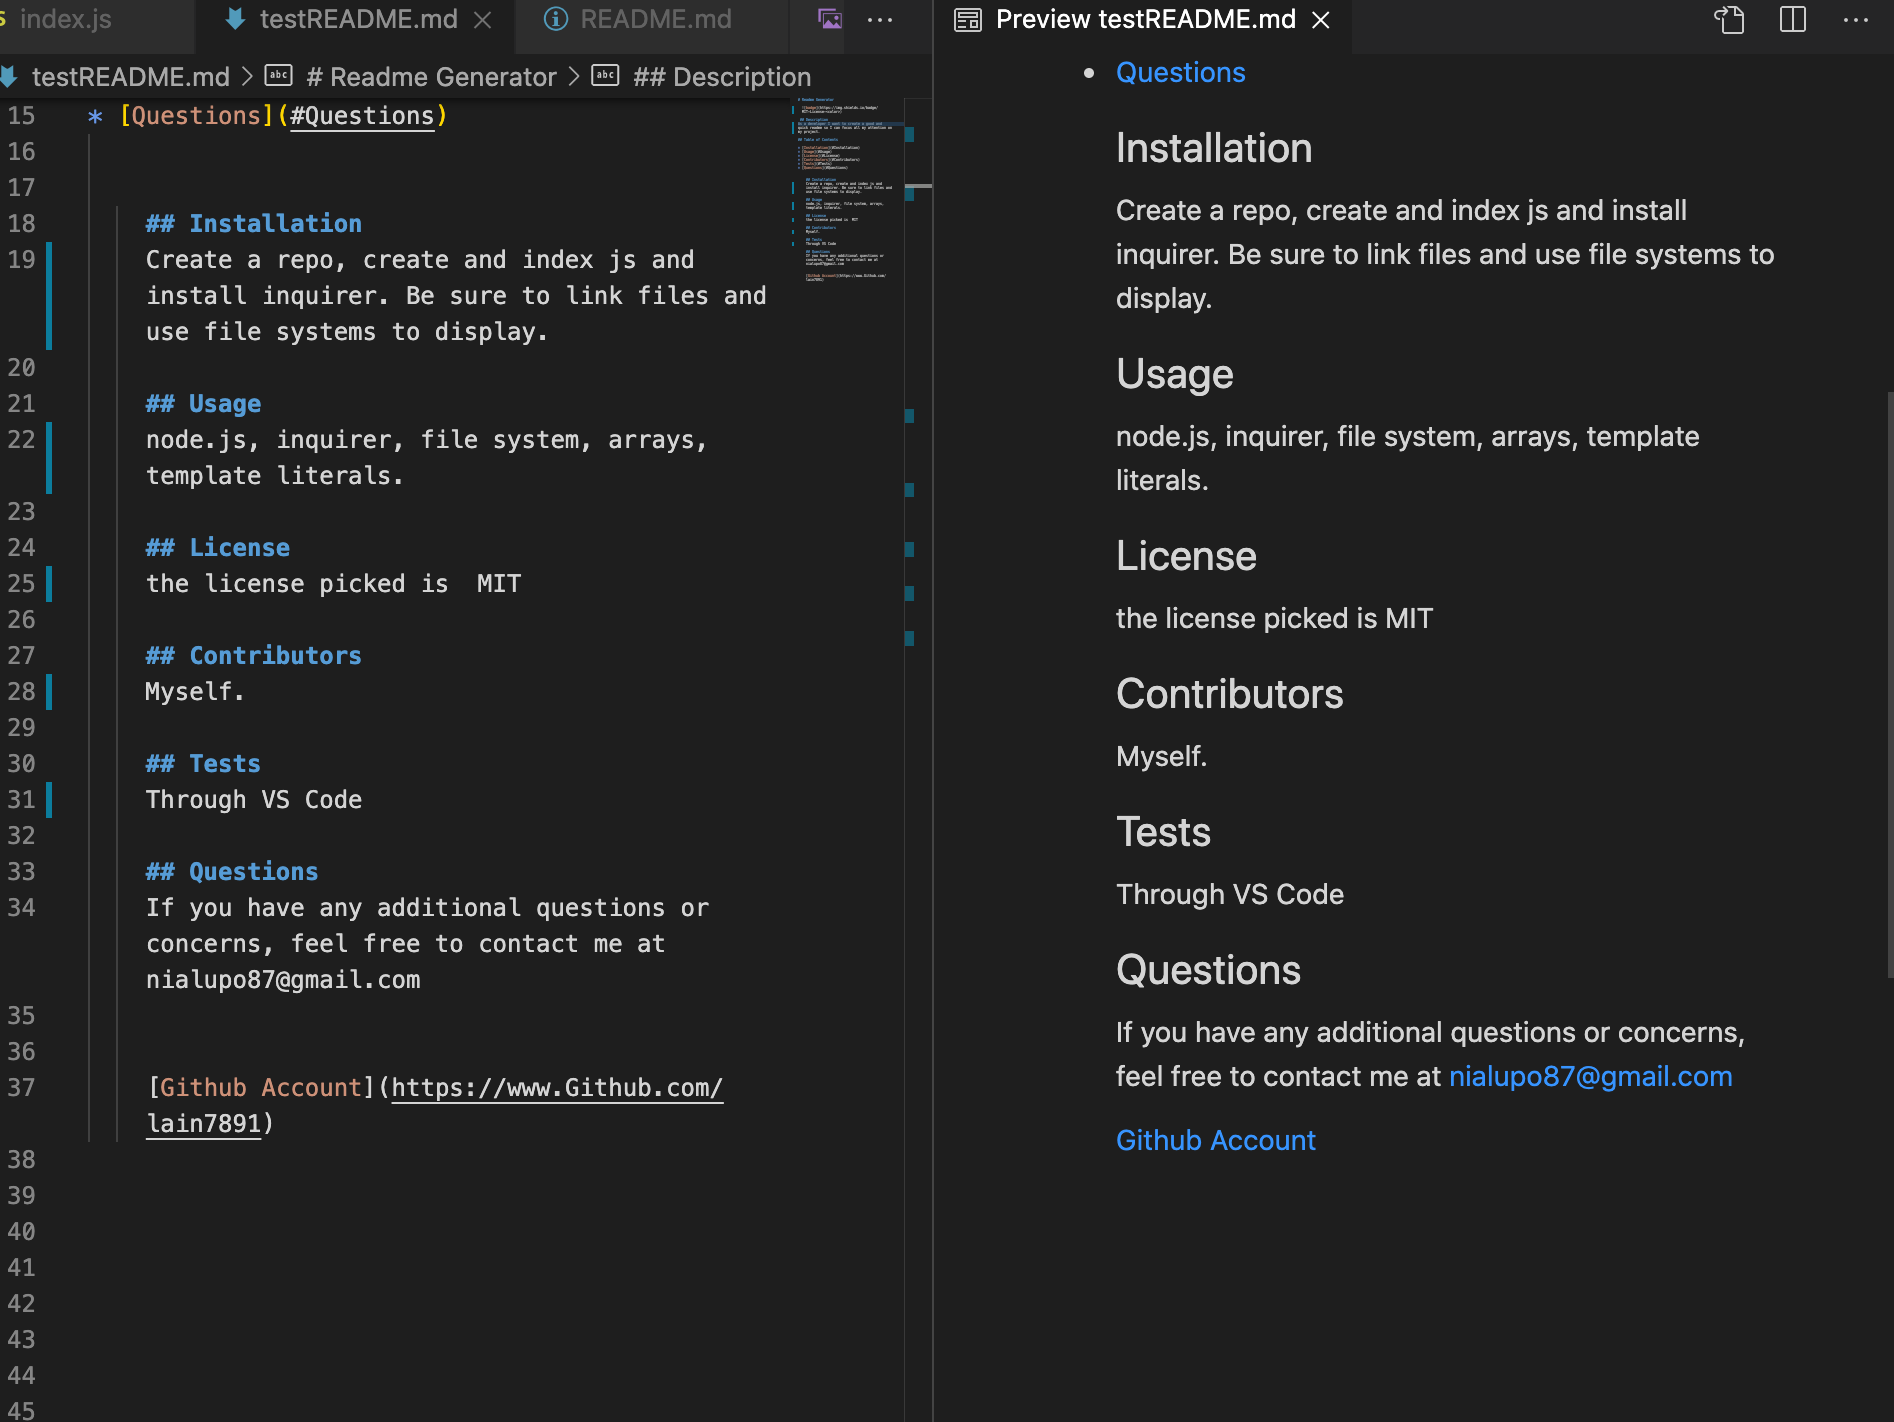 index.js
testREADME.md
README.md
testREADME.md > # Readme Generator > ## Description
15 * [Questions](#Questions)
16
17
18 ## Installation
19 Create a repo, create and index js and
install inquirer. Be sure to link files and
use file systems to display.
20
21 ## Usage
22 node.js, inquirer, file system, arrays,
template literals.
23
24 ## License
25 the license picked is  MIT
26
27 ## Contributors
28 Myself.
29
30 ## Tests
31 Through VS Code
32
33 ## Questions
34 If you have any additional questions or
concerns, feel free to contact me at
nialupo87@gmail.com
35
36
37 [Github Account](https://www.Github.com/
lain7891)
38
39
40
41
42
43
44
45
Preview testREADME.md
• Questions
Installation
Create a repo, create and index js and install
inquirer. Be sure to link files and use file systems to
display.
Usage
node.js, inquirer, file system, arrays, template
literals.
License
the license picked is MIT
Contributors
Myself.
Tests
Through VS Code
Questions
If you have any additional questions or concerns,
feel free to contact me at nialupo87@gmail.com
Github Account